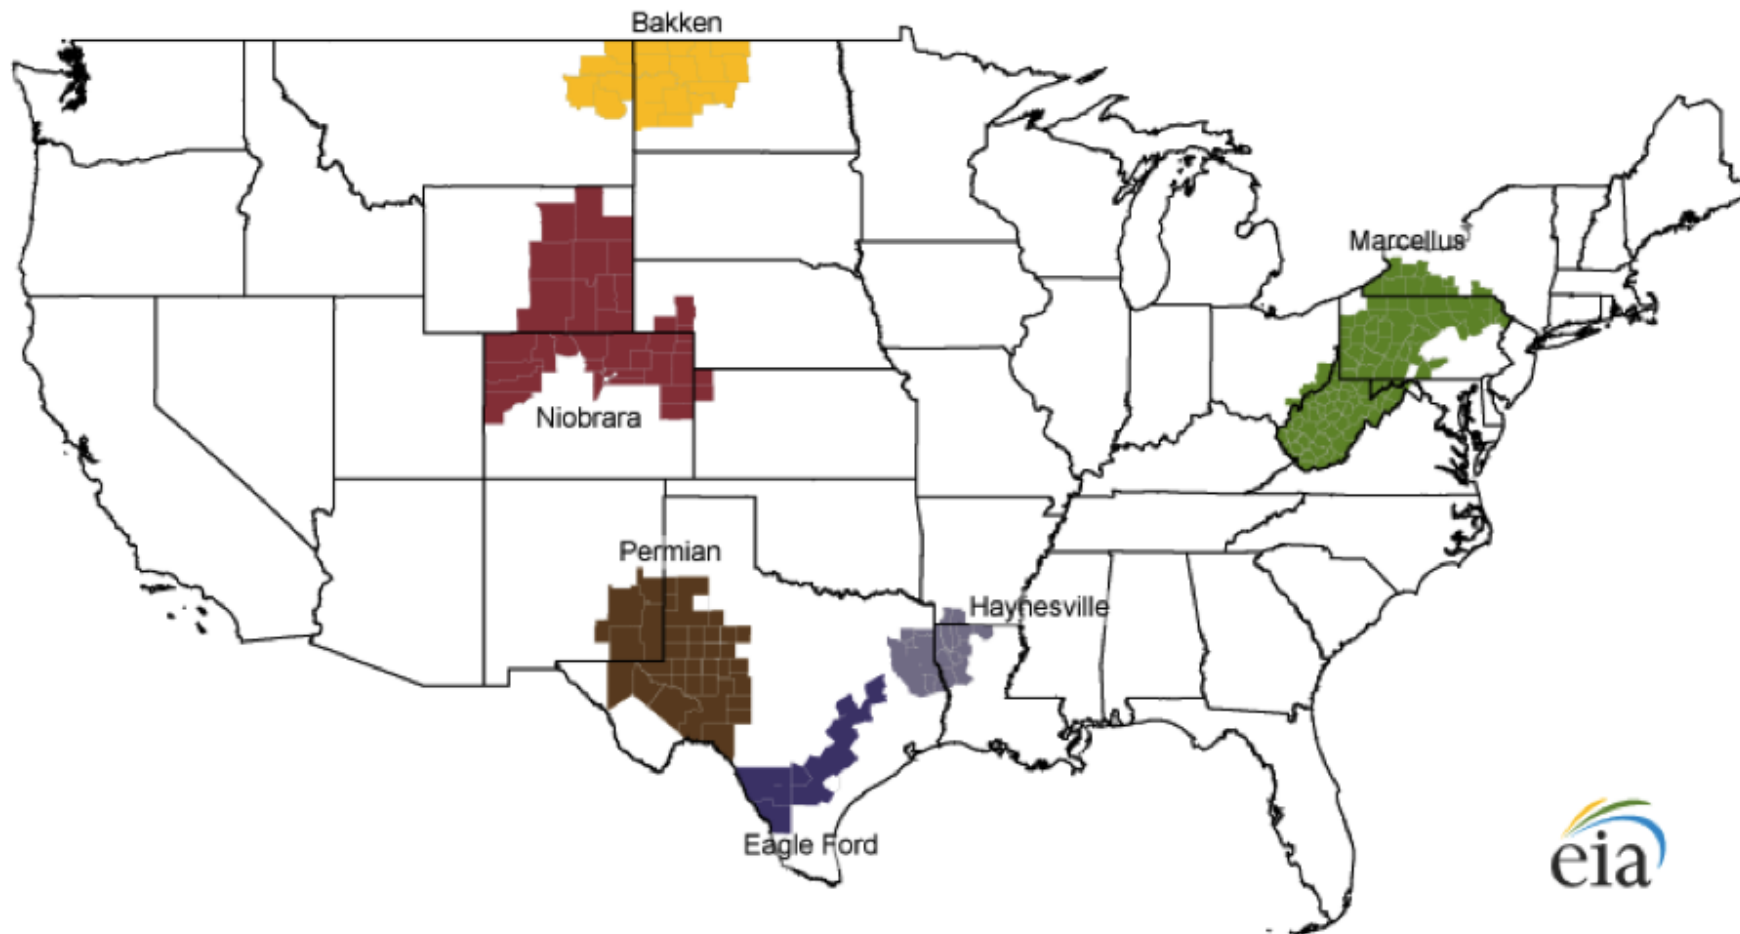 Bakken
Marcellus
Niobrara
Permian
Haynesville
Eagle Ford
eia